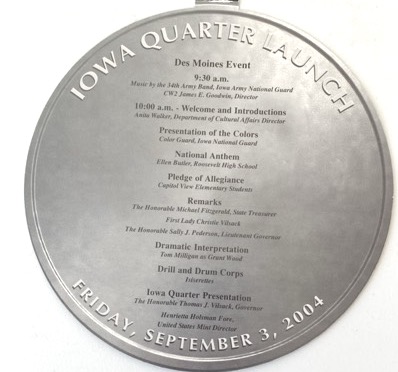 IOWA QUARTER LAUNCH
Des Moines Event
9:30 a.m.
Music by the 34th Army Band, Iowa Army National Guard
CW2 James E. Goodwin, Director
10:00 a.m. - Welcome and Introductions
Anita Walker, Department of Cultural Affairs Director
Presentation of the Colors
Color Guard, Iowa National Guard
National Anthem
Ellen Butler, Roosevelt High School
Pledge of Allegiance
Capitol View Elementary Students
Remarks
The Honorable Michael Fitzgerald, State Treasurer
First Lady Christie Vilsack
The Honorable Sally J. Pederson, Lieutenant Governor
Dramatic Interpretation
Tom Milligan as Grant Wood
Drill and Drum Corps
Isiserettes
Iowa Quarter Presentation
The Honorable Thomas J. Vilsack, Governor
Henrietta Holsman Fore,
United States Mint Director
FRIDAY, SEPTEMBER 3, 2004